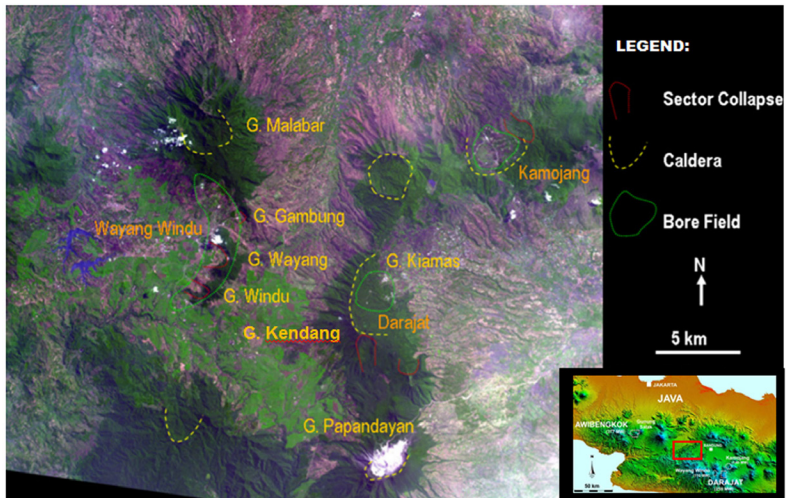 G. Malabar
Kamojang
G. Gambung
Wayang Windu
G. Wayang
G. Kiamas
G. Windu
Darajat
G. Kendang
G. Papandayan
LEGEND:
Sector Collapse
Caldera
Bore Field
N
5 km
JAKARTA
JAVA
AWIBENGKOK
DARAJAT
50 km